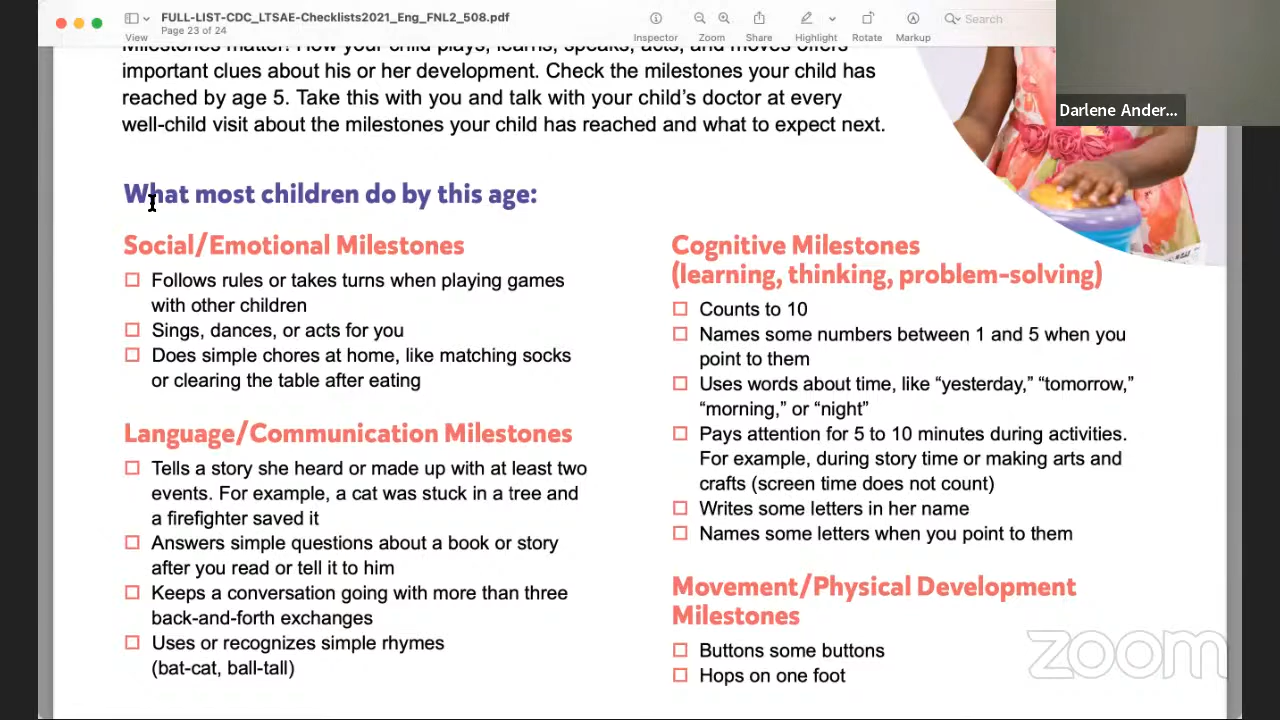 FULL-LIST-CDC_LTSAE-Checklists2021_Eng_FNL2_508.pdf
Page 23 of 24
View
Inspector
Zoom
Share
Highlight
Rotate
Markup
Search
Darlene Ander...
Milestones matter! How your child plays, learns, speaks, acts, and moves offers
important clues about his or her development. Check the milestones your child has
reached by age 5. Take this with you and talk with your child’s doctor at every
well-child visit about the milestones your child has reached and what to expect next.
What most children do by this age:
Social/Emotional Milestones
Follows rules or takes turns when playing games
with other children
Sings, dances, or acts for you
Does simple chores at home, like matching socks
or clearing the table after eating
Language/Communication Milestones
Tells a story she heard or made up with at least two
events. For example, a cat was stuck in a tree and
a firefighter saved it
Answers simple questions about a book or story
after you read or tell it to him
Keeps a conversation going with more than three
back-and-forth exchanges
Uses or recognizes simple rhymes
(bat-cat, ball-tall)
Cognitive Milestones
(learning, thinking, problem-solving)
Counts to 10
Names some numbers between 1 and 5 when you
point to them
Uses words about time, like “yesterday,” “tomorrow,”
“morning,” or “night”
Pays attention for 5 to 10 minutes during activities.
For example, during story time or making arts and
crafts (screen time does not count)
Writes some letters in her name
Names some letters when you point to them
Movement/Physical Development
Milestones
Buttons some buttons
Hops on one foot
zoom